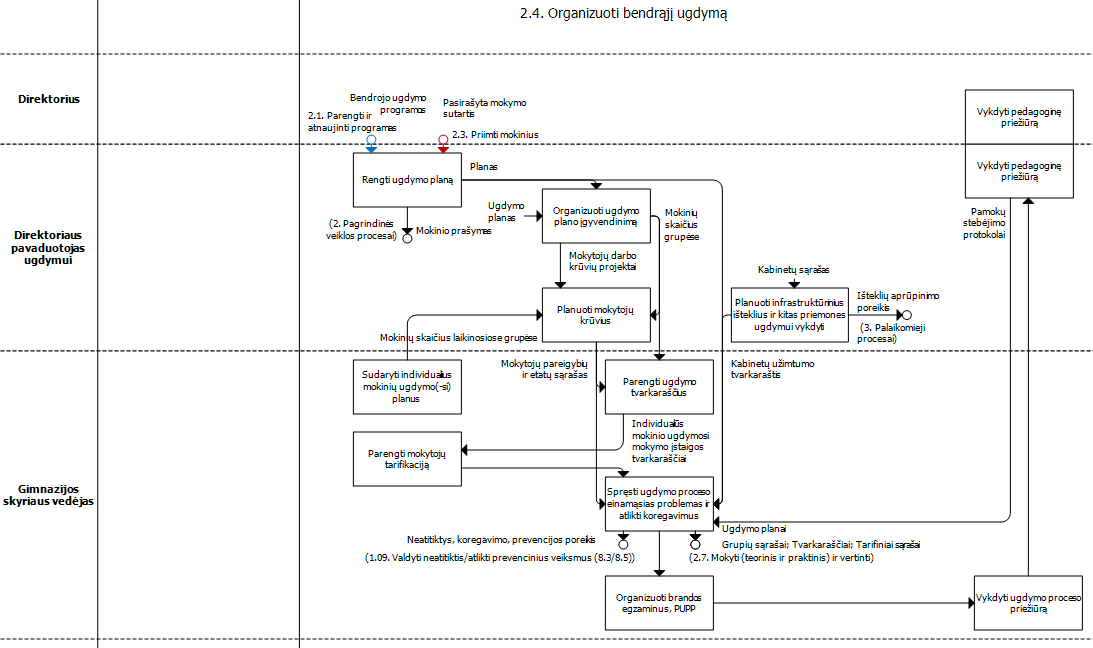 2.4. Organizuoti bendrąjį ugdymą
Direktorius
Bendrojo ugdymo
programos
2.1. Parengti ir
atnaujinti programas
Pasirašyta mokymo
sutartis
2.3. Priimti mokinius
Vykdyti pedagoginę
priežiūrą
Direktoriaus
pavaduotojas
ugdymui
Rengti ugdymo planą
Planas
Vykdyti pedagoginę
priežiūrą
(2. Pagrindinės
veiklos procesai)
Mokinio prašymas
Ugdymo
planas
Organizuoti ugdymo
plano įgyvendinimą
Mokinių
skaičius
grupėse
Pamokų
stebėjimo
protokolai
Mokytojų darbo
krūvių projektai
Kabinetų sąrašas
Planuoti mokytojų
krūvius
Planuoti infrastruktūrinius
išteklius ir kitas priemones
ugdymui vykdyti
Išteklių aprūpinimo
poreikis
(3. Palaikomieji
procesai)
Mokinių skaičius laikinosiose grupėse
Gimnazijos
skyriaus vedėjas
Sudaryti individualius
mokinių ugdymo(-si)
planus
Mokytojų pareigybių
ir etatų sąrašas
Parengti ugdymo
tvarkaraščius
Kabinetų užimtumo
tvarkaraštis
Individualūs
mokinio ugdymosi
mokymo įstaigos
tvarkaraščiai
Parengti mokytojų
tarifikaciją
Spręsti ugdymo proceso
einamąsias problemas ir
atlikti koregavimus
Ugdymo planai
Neatitiktys, koregavimo, prevencijos poreikis
(1.09. Valdyti neatitiktis/atlikti prevencinius veiksmus (8.3/8.5))
Grupių sąrašai; Tvarkaraščiai; Tarifiniai sąrašai
(2.7. Mokyti (teorinis ir praktinis) ir vertinti)
Organizuoti brandos
egzaminus, PUPP
Vykdyti ugdymo proceso
priežiūrą